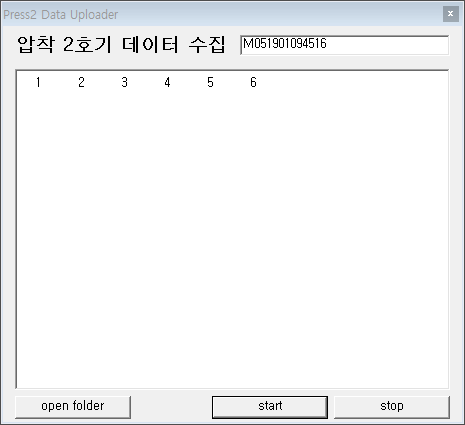 Press2 Data Uploader x
압착 2호기 데이터 수집 M051901094516
1 2 3 4 5 6
open folder start stop